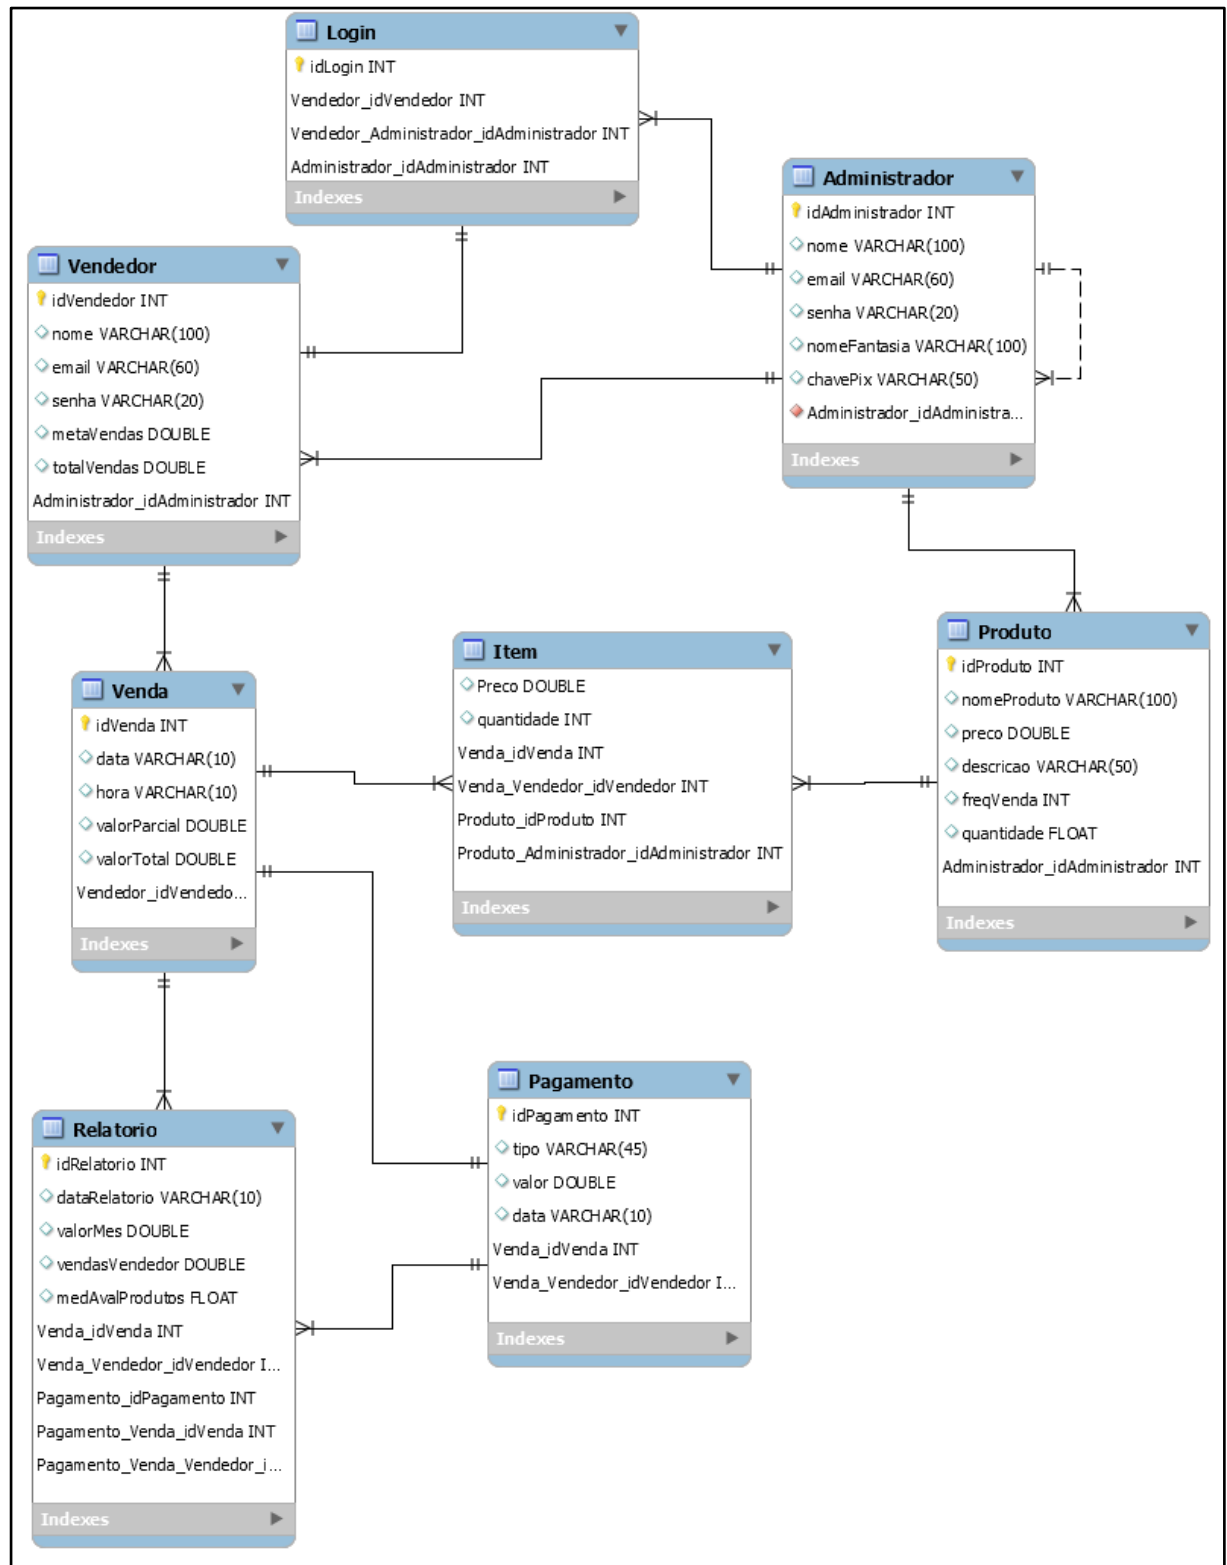 Login
idLogin INT
Vendedor_idVendedor INT
Vendedor_Administrador_idAdministrador INT
Administrador_idAdministrador INT
Indexes
Administrador
idAdministrador INT
nome VARCHAR(100)
email VARCHAR(60)
senha VARCHAR(20)
nomeFantasia VARCHAR(100)
chavePix VARCHAR(50)
Administrador_idAdministra...
Indexes
Vendedor
idVendedor INT
nome VARCHAR(100)
email VARCHAR(60)
senha VARCHAR(20)
metaVendas DOUBLE
totalVendas DOUBLE
Administrador_idAdministrador INT
Indexes
Venda
idVenda INT
data VARCHAR(10)
hora VARCHAR(10)
valorParcial DOUBLE
valorTotal DOUBLE
Vendedor_idVendedo...
Indexes
Item
Preco DOUBLE
quantidade INT
Venda_idVenda INT
Venda_Vendedor_idVendedor INT
Produto_idProduto INT
Produto_Administrador_idAdministrador INT
Indexes
Produto
idProduto INT
nomeProduto VARCHAR(100)
preco DOUBLE
descricao VARCHAR(50)
freqVenda INT
quantidade FLOAT
Administrador_idAdministrador INT
Indexes
Relatorio
idRelatorio INT
dataRelatorio VARCHAR(10)
valorMes DOUBLE
vendasVendedor DOUBLE
medAvalProdutos FLOAT
Venda_idVenda INT
Venda_Vendedor_idVendedor I...
Pagamento_idPagamento INT
Pagamento_Venda_idVenda INT
Pagamento_Venda_Vendedor_i...
Indexes
Pagamento
idPagamento INT
tipo VARCHAR(45)
valor DOUBLE
data VARCHAR(10)
Venda_idVenda INT
Venda_Vendedor_idVendedor I...
Indexes